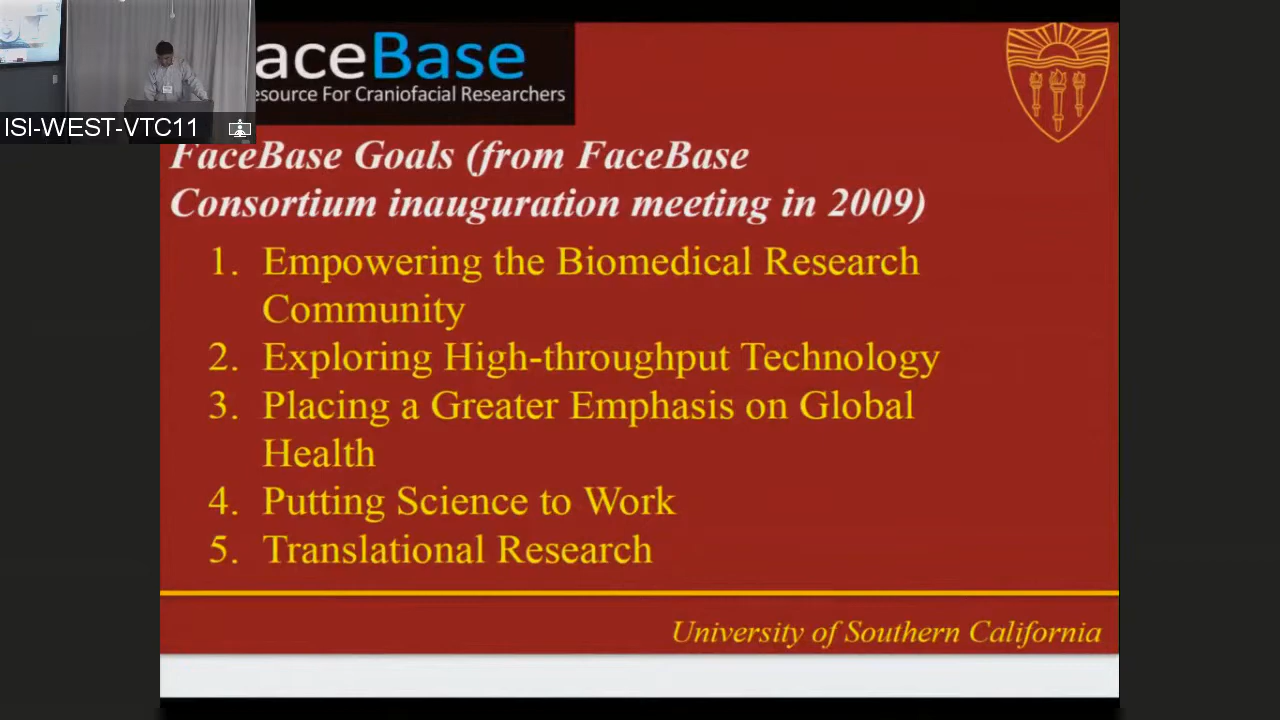 aceBase
esource For Craniofacial Researchers
ISI-WEST-VTC11
FaceBase Goals (from FaceBase
Consortium inauguration meeting in 2009)
1. Empowering the Biomedical Research
Community
2. Exploring High-throughput Technology
3. Placing a Greater Emphasis on Global
Health
4. Putting Science to Work
5. Translational Research
University of Southern California